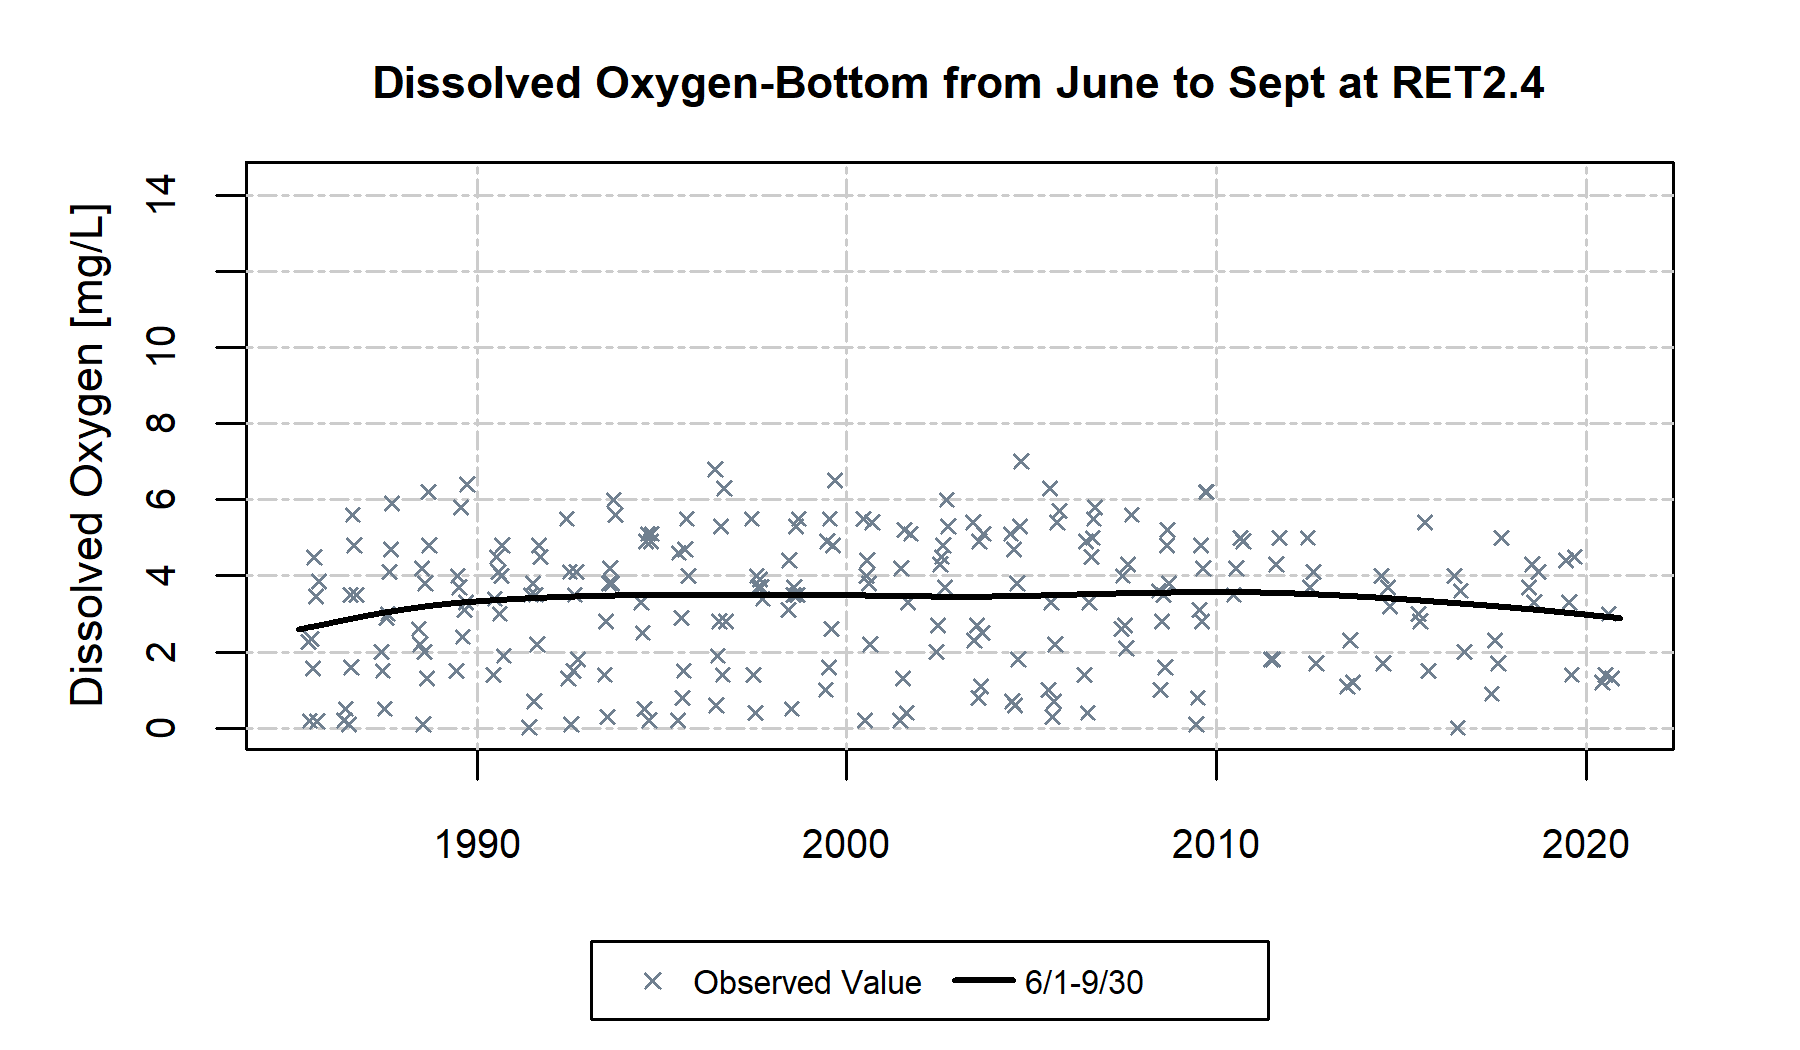 Dissolved Oxygen-Bottom from June to Sept at RET2.4
Dissolved Oxygen [mg/L]
14
10
8
6
4
2
0
1990 2000 2010 2020
Observed Value 6/1-9/30